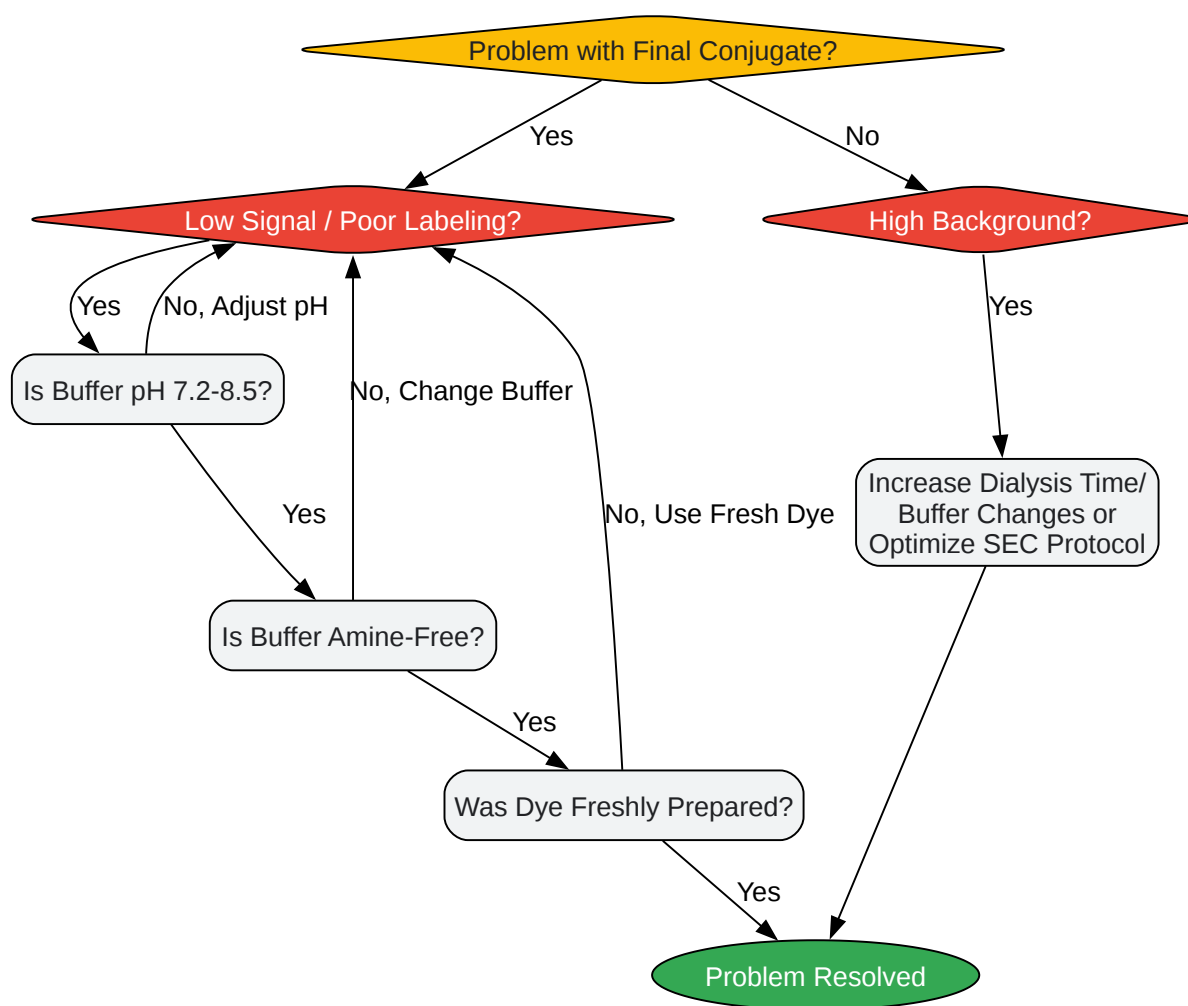 Problem with Final Conjugate?
Yes
No
Low Signal / Poor Labeling?
High Background?
Yes
No, Adjust pH
Yes
Is Buffer pH 7.2-8.5?
No, Change Buffer
Increase Dialysis Time/
Buffer Changes or
Optimize SEC Protocol
Yes
No, Use Fresh Dye
Is Buffer Amine-Free?
Yes
Was Dye Freshly Prepared?
Yes
Problem Resolved